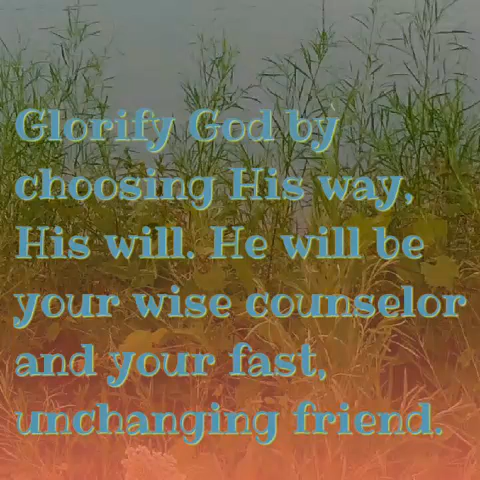 Glorify God by
choosing His way,
His will. He will be
your wise counselor
and your fast,
unchanging friend.